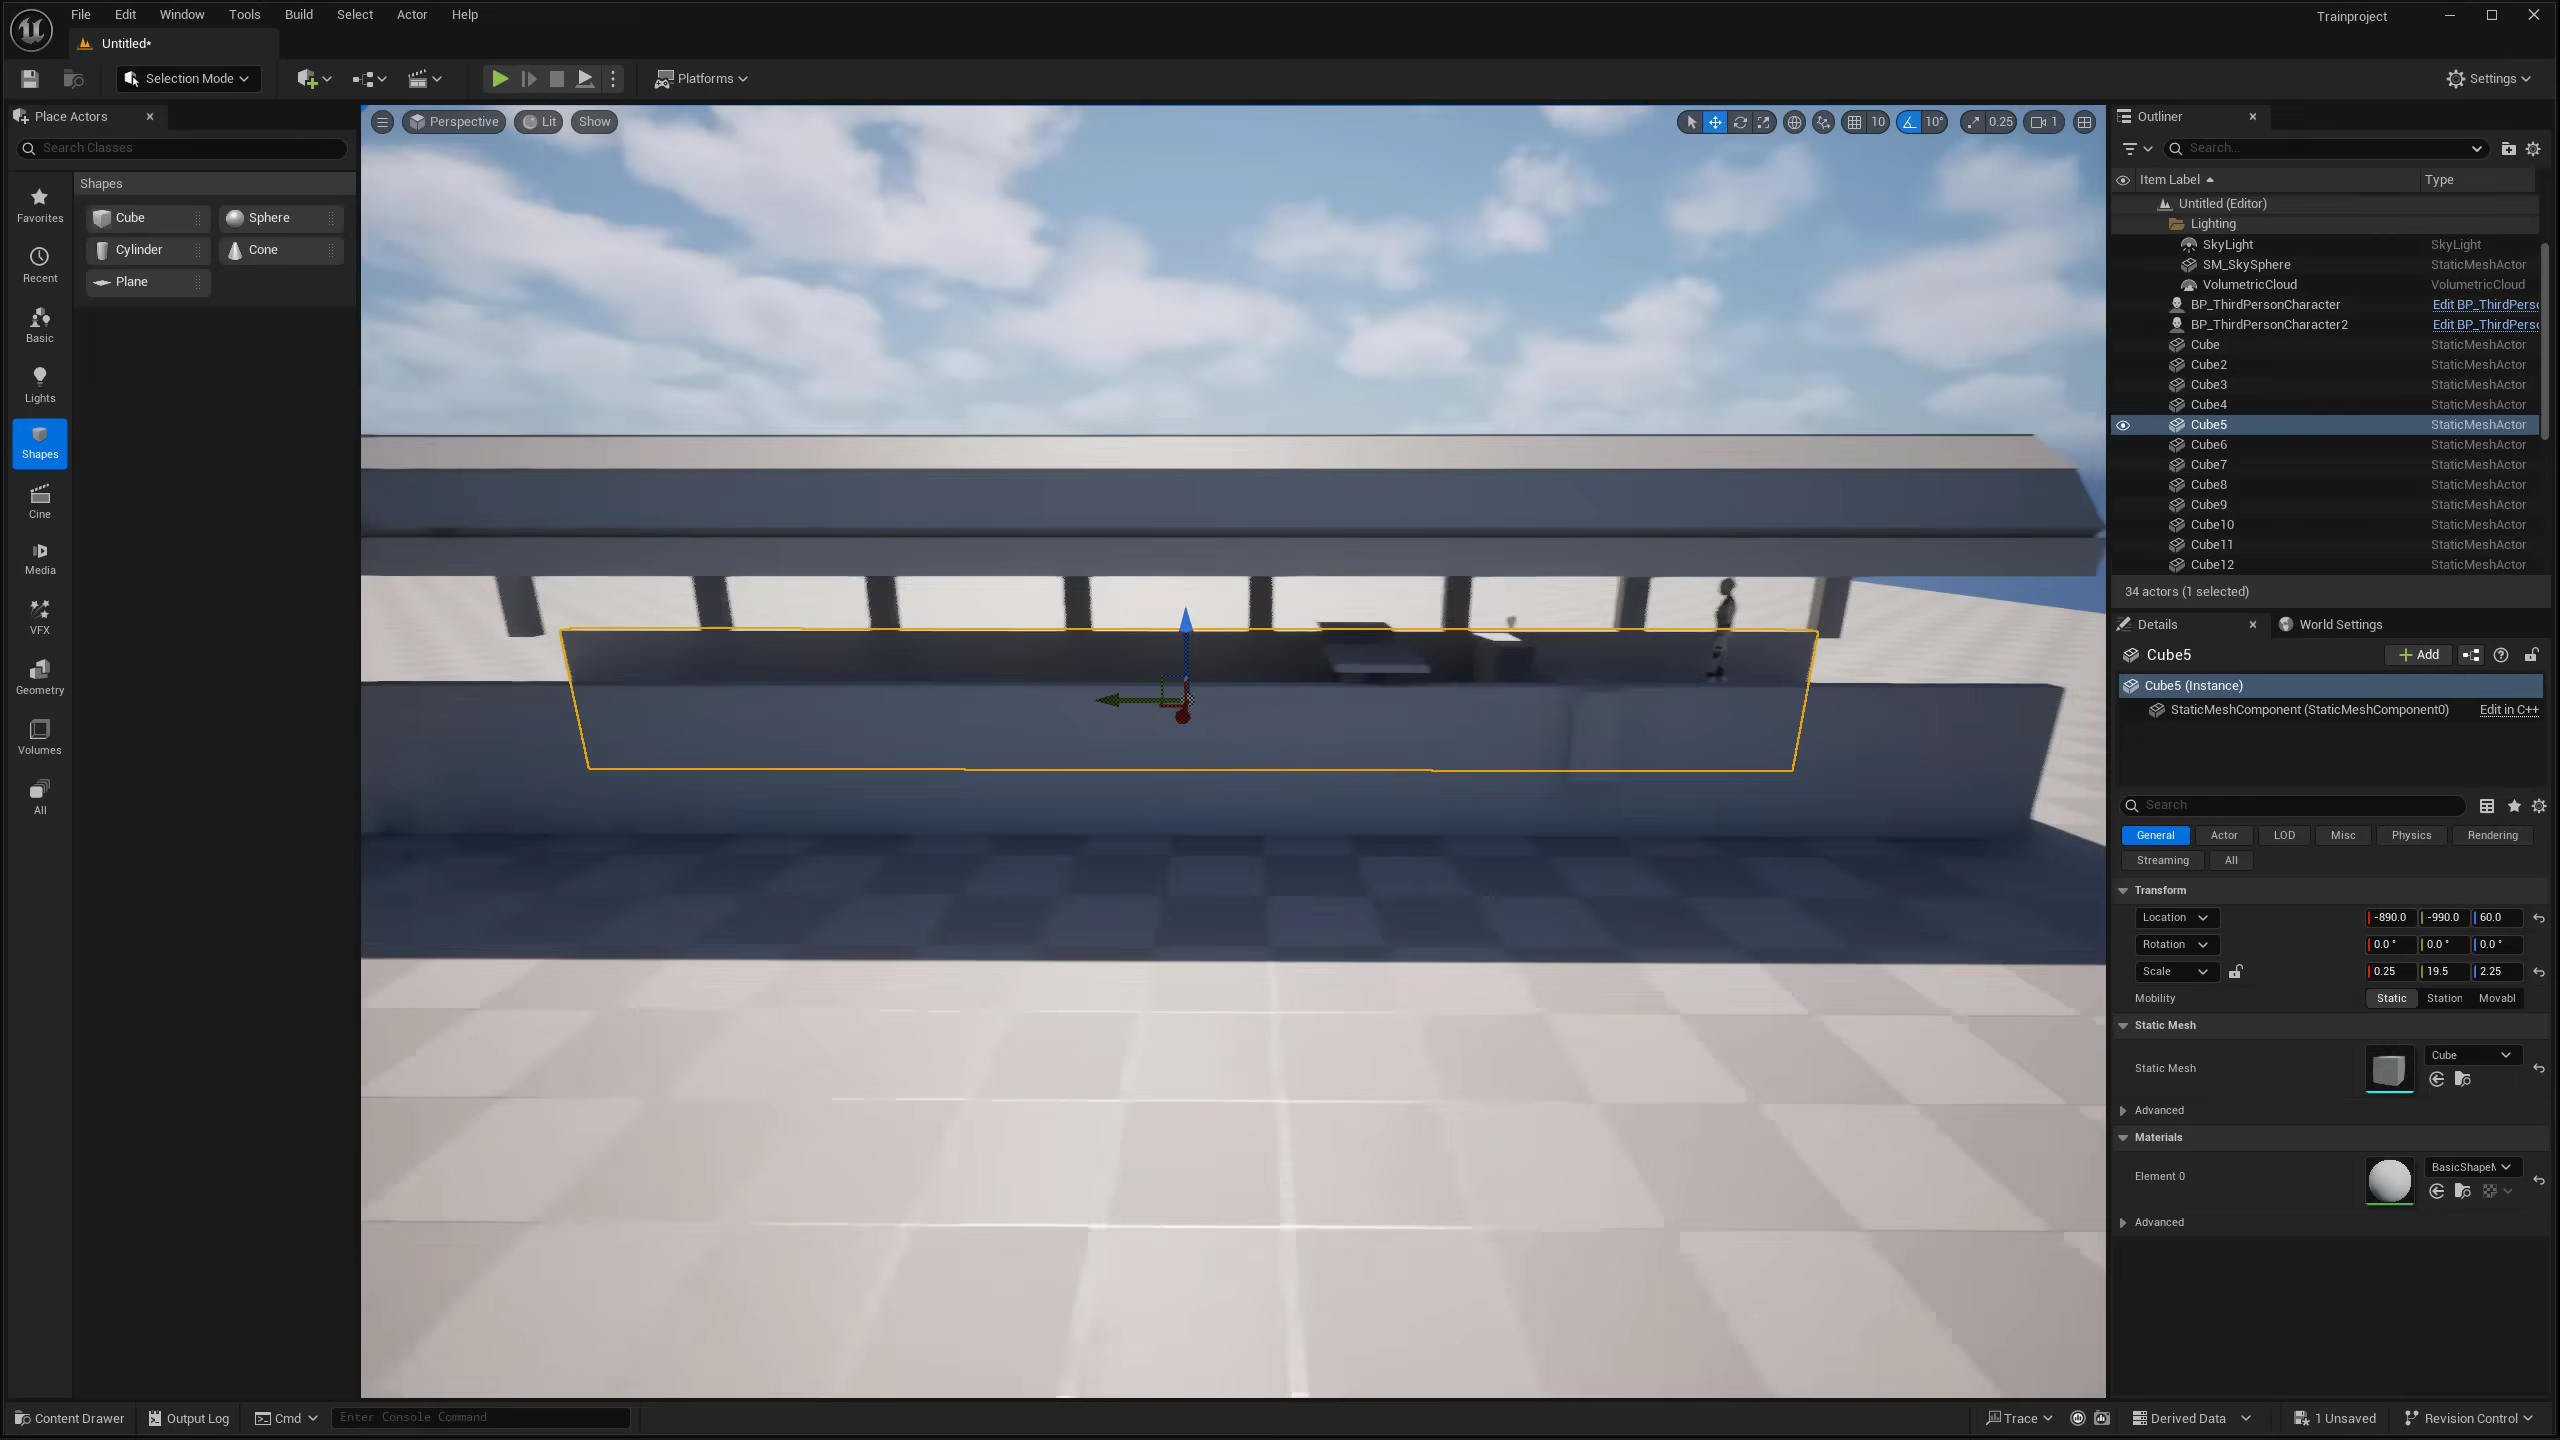 File Edit Window Tools Build Select Actor Help
Trainproject
Untitled*
Selection Mode
Platforms
Settings
Place Actors
Search Classes
Favorites
Recent
Basic
Lights
Shapes
Cine
Media
VFX
Geometry
Volumes
All
Shapes
Cube Sphere
Cylinder Cone
Plane
Perspective Lit Show
10 10° 0.25 1
Outliner
Search...
Item Label Type
Untitled (Editor)
Lighting
SkyLight SkyLight
SM_SkySphere StaticMeshActor
VolumetricCloud VolumetricCloud
BP_ThirdPersonCharacter Edit BP_ThirdPers
BP_ThirdPersonCharacter2 Edit BP_ThirdPers
Cube StaticMeshActor
Cube2 StaticMeshActor
Cube3 StaticMeshActor
Cube4 StaticMeshActor
Cube5 StaticMeshActor
Cube6 StaticMeshActor
Cube7 StaticMeshActor
Cube8 StaticMeshActor
Cube9 StaticMeshActor
Cube10 StaticMeshActor
Cube11 StaticMeshActor
Cube12 StaticMeshActor
34 actors (1 selected)
Details World Settings
Cube5 + Add
Cube5 (Instance)
StaticMeshComponent (StaticMeshComponent0) Edit in C++
Search
General Actor LOD Misc Physics Rendering
Streaming All
Transform
Location -890.0 -990.0 60.0
Rotation 0.0 ° 0.0 ° 0.0 °
Scale 0.25 19.5 2.25
Mobility Static Station Movabl
Static Mesh
Static Mesh Cube
Advanced
Materials
Element 0 BasicShapeM
Advanced
Content Drawer Output Log Cmd Enter Console Command
Trace Derived Data 1 Unsaved Revision Control